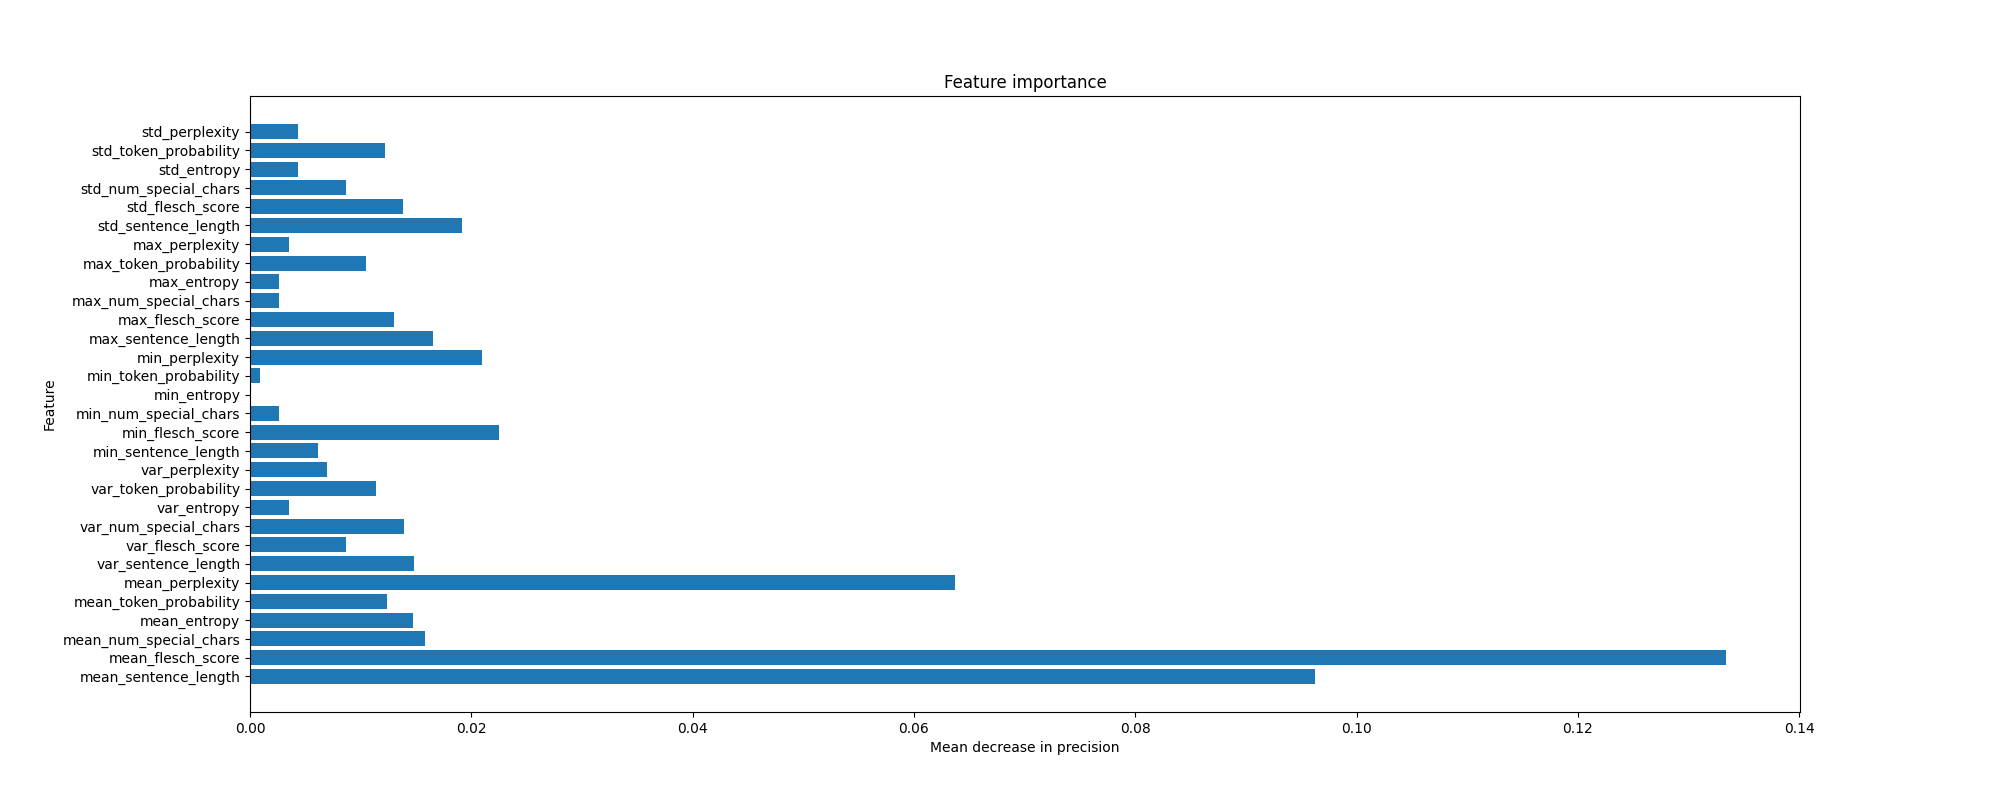 Feature importance
std_perplexity
std_token_probability
std_entropy
std_num_special_chars
std_flesch_score
std_sentence_length
max_perplexity
max_token_probability
max_entropy
max_num_special_chars
max_flesch_score
max_sentence_length
min_perplexity
min_token_probability
min_entropy
min_num_special_chars
min_flesch_score
min_sentence_length
var_perplexity
var_token_probability
var_entropy
var_num_special_chars
var_flesch_score
var_sentence_length
mean_perplexity
mean_token_probability
mean_entropy
mean_num_special_chars
mean_flesch_score
mean_sentence_length
Feature
0.00 0.02 0.04 0.06 0.08 0.10 0.12 0.14
Mean decrease in precision